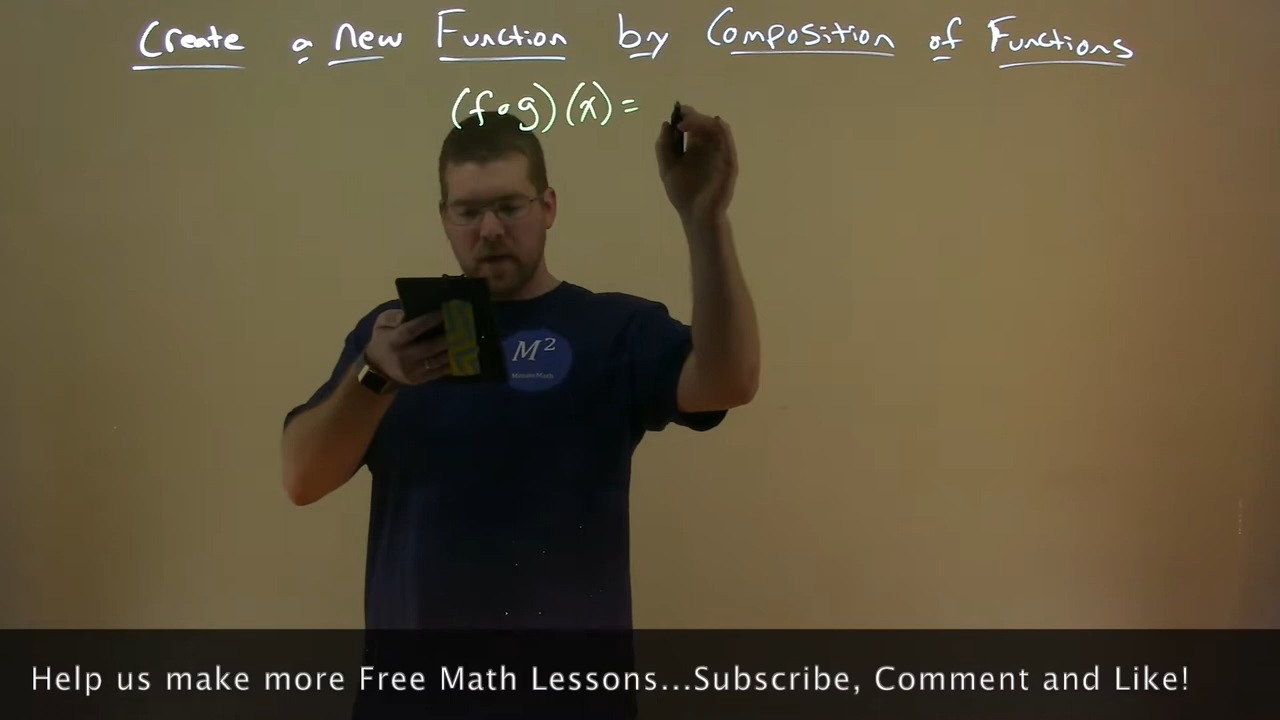 Create a New Function by Composition of Functions
(f∘g)(x)=
M²
MinuteMath
Help us make more Free Math Lessons...Subscribe, Comment and Like!